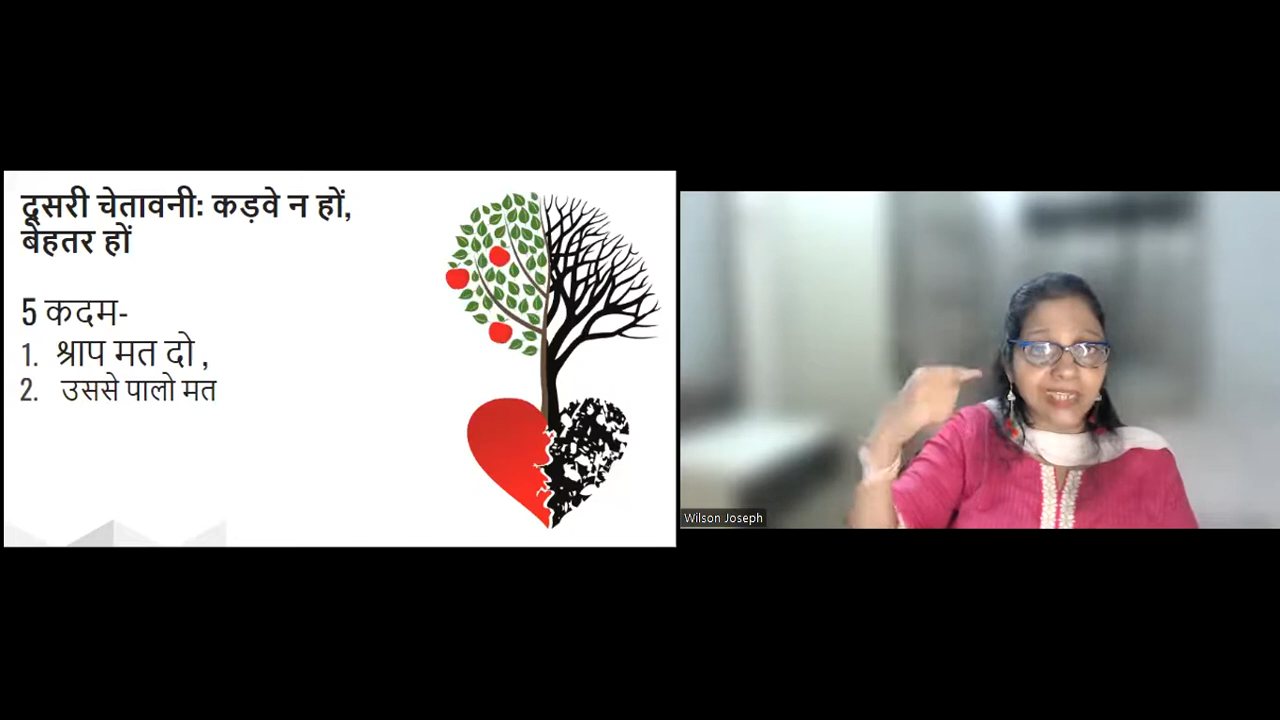 दूसरी चेतावनी: कड़वे न हों,
बेहतर हों
5 कदम-
1. श्राप मत दो ,
2. उससे पालो मत
Wilson Joseph